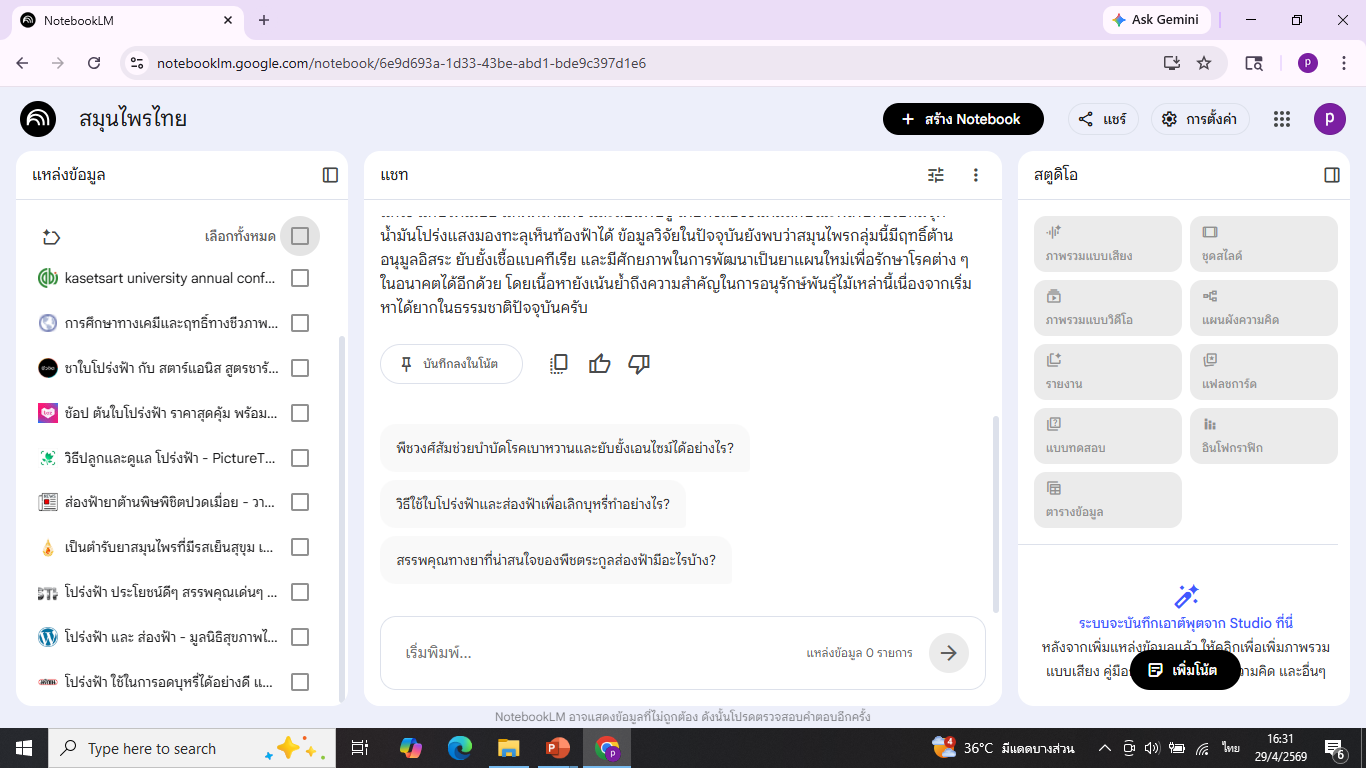 NotebookLM
Ask Gemini
notebooklm.google.com/notebook/6e9d693a-1d33-43be-abd1-bde9c397d1e6
p
สมุนไพรไทย
สร้าง Notebook
แชร์
การตั้งค่า
p
แหล่งข้อมูล
เลือกทั้งหมด
kasetsart university annual conf...
การศึกษาทางเคมีและฤทธิ์ทางชีวภาพ...
ชาใบโปร่งฟ้า กับ สตาร์แอนิส สูตรชารั...
ช้อป ต้นใบโปร่งฟ้า ราคาสุดคุ้ม พร้อม...
วิธีปลูกและดูแล โปร่งฟ้า - PictureT...
ส่องฟ้ายาต้านพิษพิชิตปวดเมื่อย - วา...
เป็นตำรับยาสมุนไพรที่มีรสเย็นสุขุม เ...
โปร่งฟ้า ประโยชน์ดีๆ สรรพคุณเด่นๆ ...
โปร่งฟ้า และ ส่องฟ้า - มูลนิธิสุขภาพไ...
โปร่งฟ้า ใช้ในการอดบุหรี่ได้อย่างดี แ...
แชท
น้ำมันโปร่งแสงมองทะลุเห็นท้องฟ้าได้ ข้อมูลวิจัยในปัจจุบันยังพบว่าสมุนไพรกลุ่มนี้มีฤทธิ์ต้าน
อนุมูลอิสระ ยับยั้งเชื้อแบคทีเรีย และมีศักยภาพในการพัฒนาเป็นยาแผนใหม่เพื่อรักษาโรคต่าง ๆ
ในอนาคตได้อีกด้วย โดยเนื้อหายังเน้นย้ำถึงความสำคัญในการอนุรักษ์พันธุ์ไม้เหล่านี้เนื่องจากเริ่ม
หาได้ยากในธรรมชาติปัจจุบันครับ
บันทึกลงในโน้ต
พืชวงศ์ส้มช่วยบำบัดโรคเบาหวานและยับยั้งเอนไซม์ได้อย่างไร?
วิธีใช้ใบโปร่งฟ้าและส่องฟ้าเพื่อเลิกบุหรี่ทำอย่างไร?
สรรพคุณทางยาที่น่าสนใจของพืชตระกูลส่องฟ้ามีอะไรบ้าง?
เริ่มพิมพ์...
แหล่งข้อมูล 0 รายการ
NotebookLM อาจแสดงข้อมูลที่ไม่ถูกต้อง ดังนั้นโปรดตรวจสอบคำตอบอีกครั้ง
สตูดิโอ
ภาพรวมแบบเสียง
ชุดสไลด์
ภาพรวมแบบวิดีโอ
แผนผังความคิด
รายงาน
แฟลชการ์ด
แบบทดสอบ
อินโฟกราฟิก
ตารางข้อมูล
ระบบจะบันทึกเอาต์พุตจาก Studio ที่นี่
หลังจากเพิ่มแหล่งข้อมูลแล้ว ให้คลิกเพื่อเพิ่มภาพรวม
แบบเสียง คู่มือ
วามคิด และอื่นๆ
เพิ่มโน้ต
Type here to search
4
36°C มีแดดบางส่วน
ไทย
16:31
29/4/2569
6